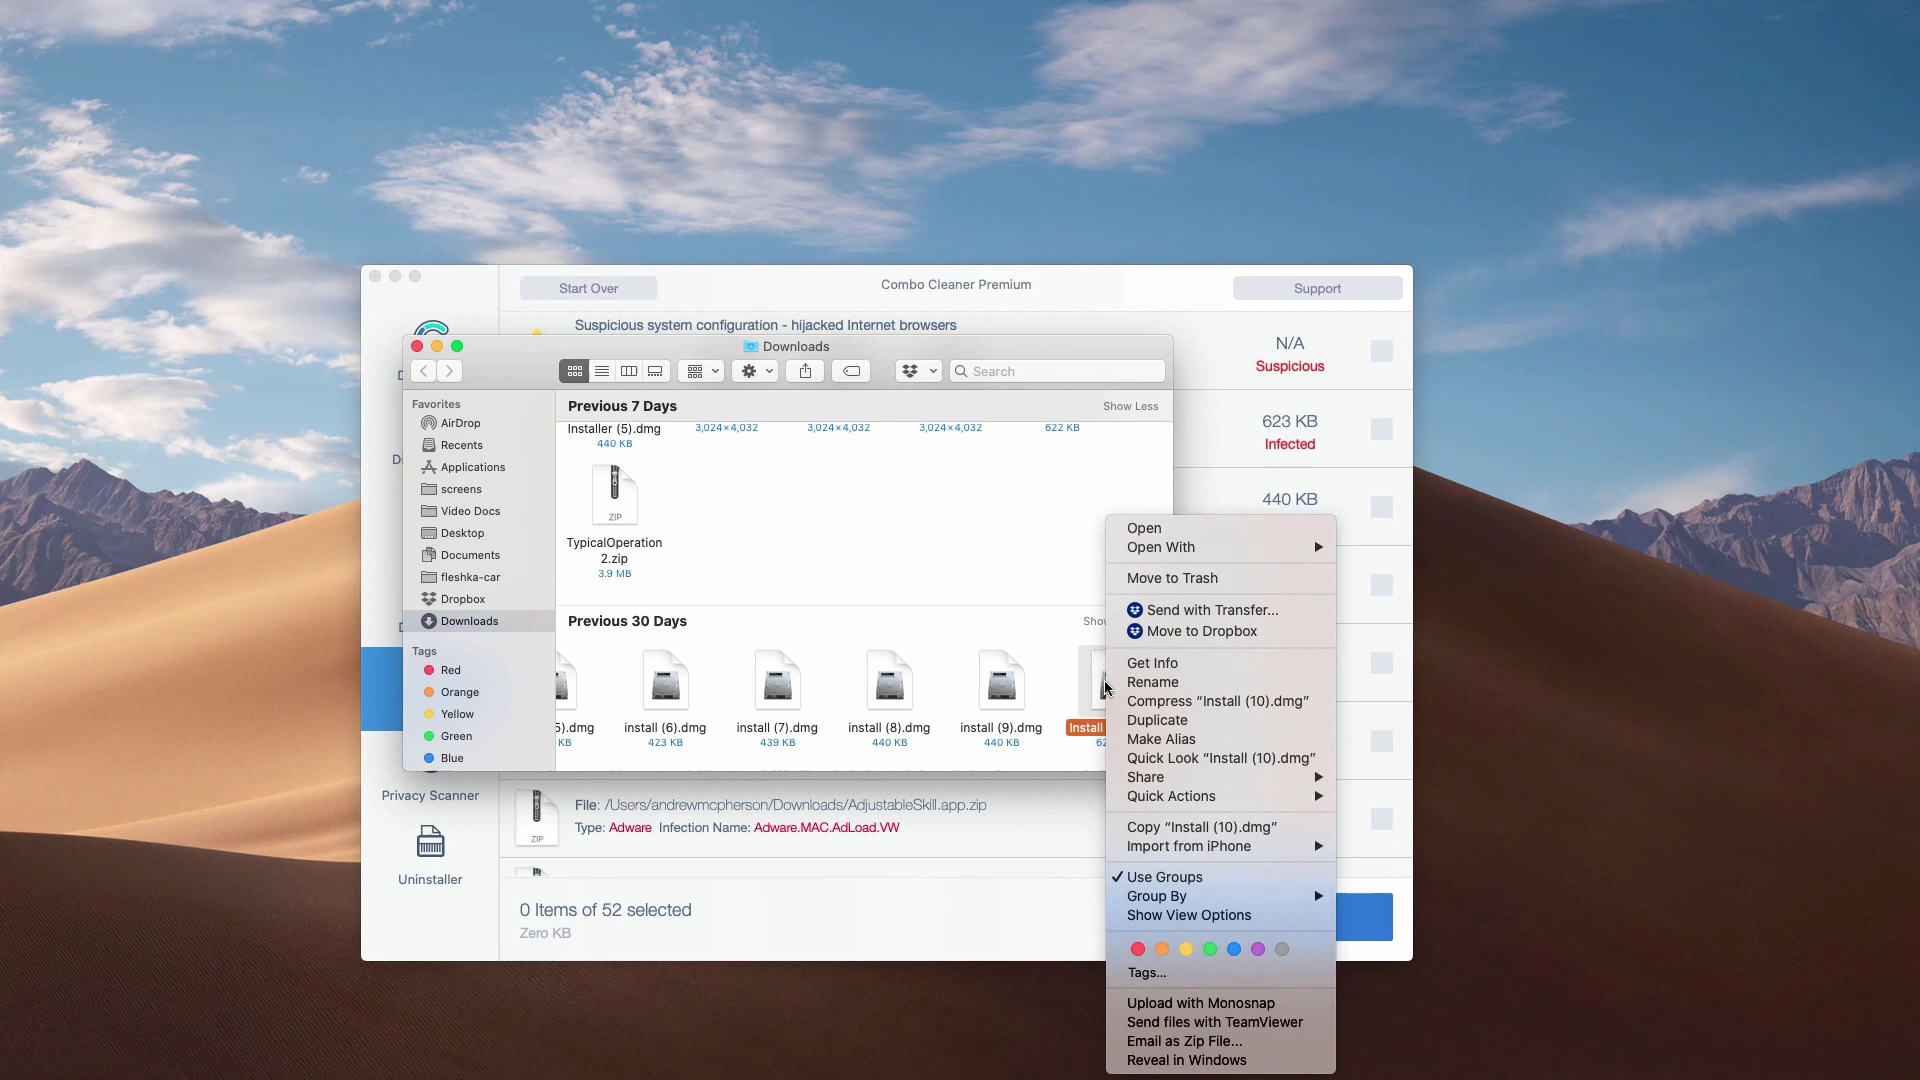 Start Over
Combo Cleaner Premium
Support
Suspicious system configuration - hijacked Internet browsers
N/A
Suspicious
Downloads
Search
Favorites
AirDrop
Recents
Applications
screens
Video Docs
Desktop
Documents
fleshka-car
Dropbox
Downloads
Tags
Red
Orange
Yellow
Green
Blue
Previous 7 Days
Show Less
Installer (5).dmg
440 KB
3,024×4,032
3,024×4,032
3,024×4,032
622 KB
ZIP
TypicalOperation
2.zip
3.9 MB
Previous 30 Days
Show
5).dmg
KB
install (6).dmg
423 KB
install (7).dmg
439 KB
install (8).dmg
440 KB
install (9).dmg
440 KB
Install
623 KB
Infected
440 KB
Open
Open With
Move to Trash
Send with Transfer...
Move to Dropbox
Get Info
Rename
Compress “Install (10).dmg”
Duplicate
Make Alias
Quick Look “Install (10).dmg”
Share
Quick Actions
Copy “Install (10).dmg”
Import from iPhone
Use Groups
Group By
Show View Options
Tags...
Upload with Monosnap
Send files with TeamViewer
Email as Zip File...
Reveal in Windows
Privacy Scanner
Uninstaller
ZIP
File: /Users/andrewmcpherson/Downloads/AdjustableSkill.app.zip
Type: Adware Infection Name: Adware.MAC.AdLoad.VW
0 Items of 52 selected
Zero KB